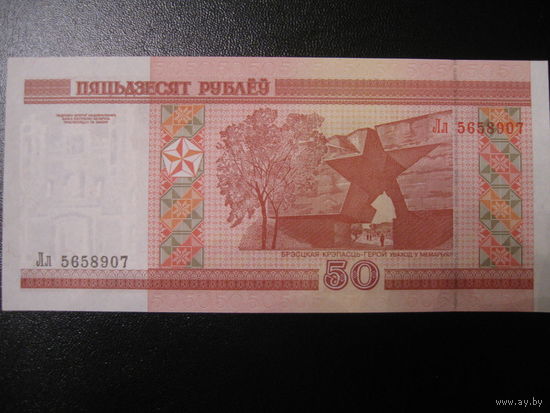 ПЯЦЬДЗЕСЯТ РУБЛЁЎ
Лл 5658907
БРЭСЦКАЯ КРЭПАСЦЬ-ГЕРОЙ УВАХОД У МЕМАРЫЯЛ
Лл 5658907
50
www.ay.by